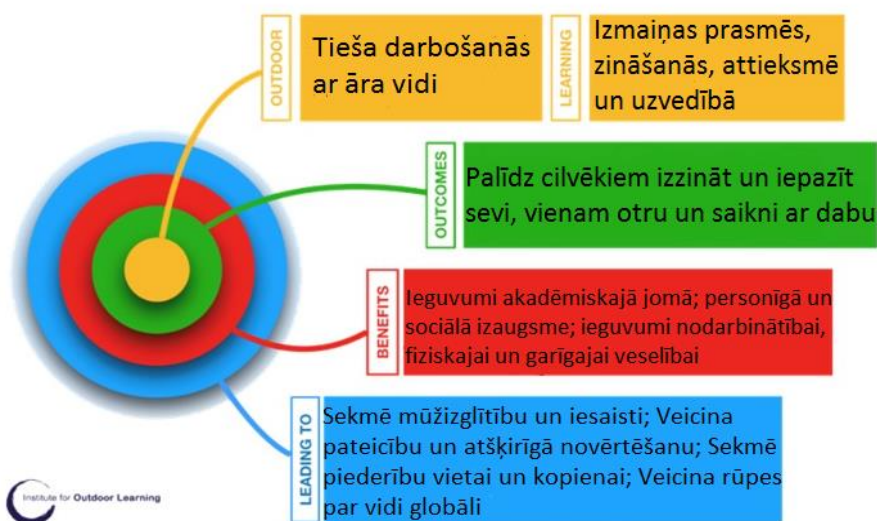 OUTDOOR
Tieša darbošanās
ar āra vidi
LEARNING
Izmaiņas prasmēs,
zināšanās, attieksmē
un uzvedībā
OUTCOMES
Palīdz cilvēkiem izzināt un iepazīt
sevi, vienam otru un saikni ar dabu
BENEFITS
Ieguvumi akadēmiskajā jomā; personīgā un
sociālā izaugsme; ieguvumi nodarbinātībai,
fiziskajai un garīgajai veselībai
LEADING TO
Sekmē mūžizglītību un iesaisti; Veicina
pateicību un atšķirīgā novērtēšanu; Sekmē
piederību vietai un kopienai; Veicina rūpes
par vidi globāli
Institute for Outdoor Learning